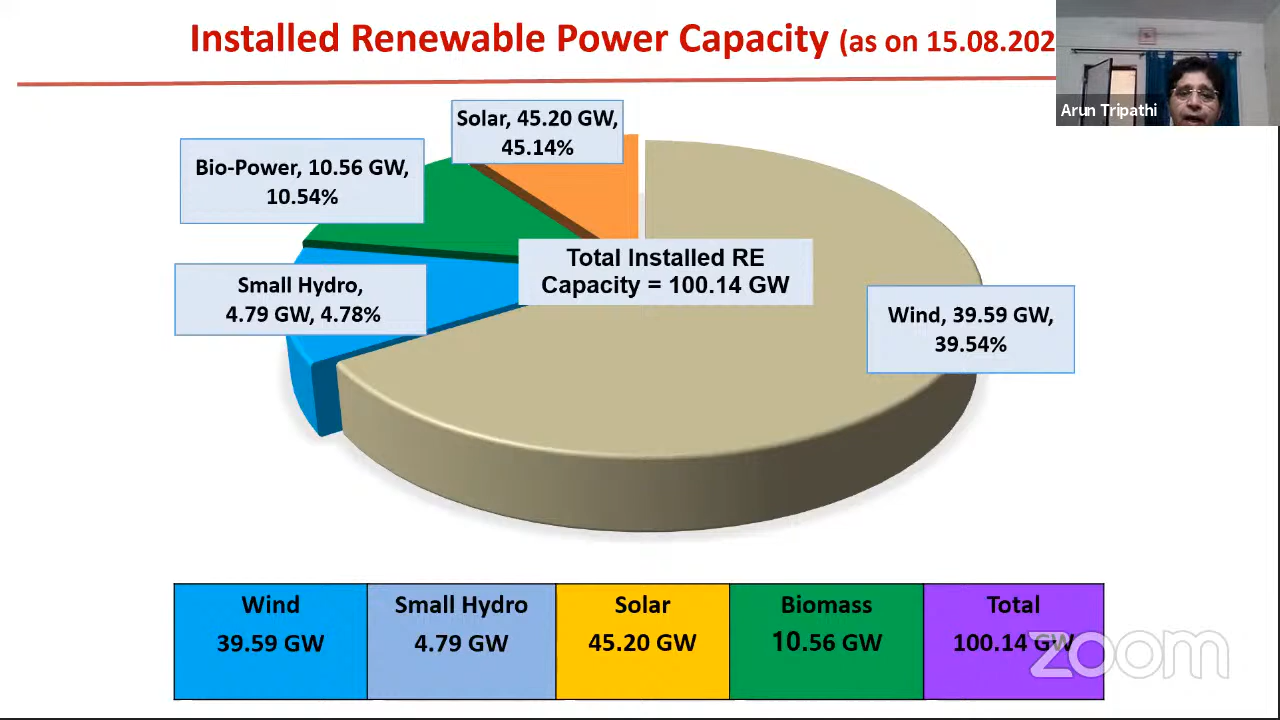 Installed Renewable Power Capacity (as on 15.08.202
Arun Tripathi
Solar, 45.20 GW,
45.14%
Bio-Power, 10.56 GW,
10.54%
Total Installed RE
Capacity = 100.14 GW
Small Hydro,
4.79 GW, 4.78%
Wind, 39.59 GW,
39.54%
Wind Small Hydro Solar Biomass Total
39.59 GW 4.79 GW 45.20 GW 10.56 GW 100.14 GW
zoom